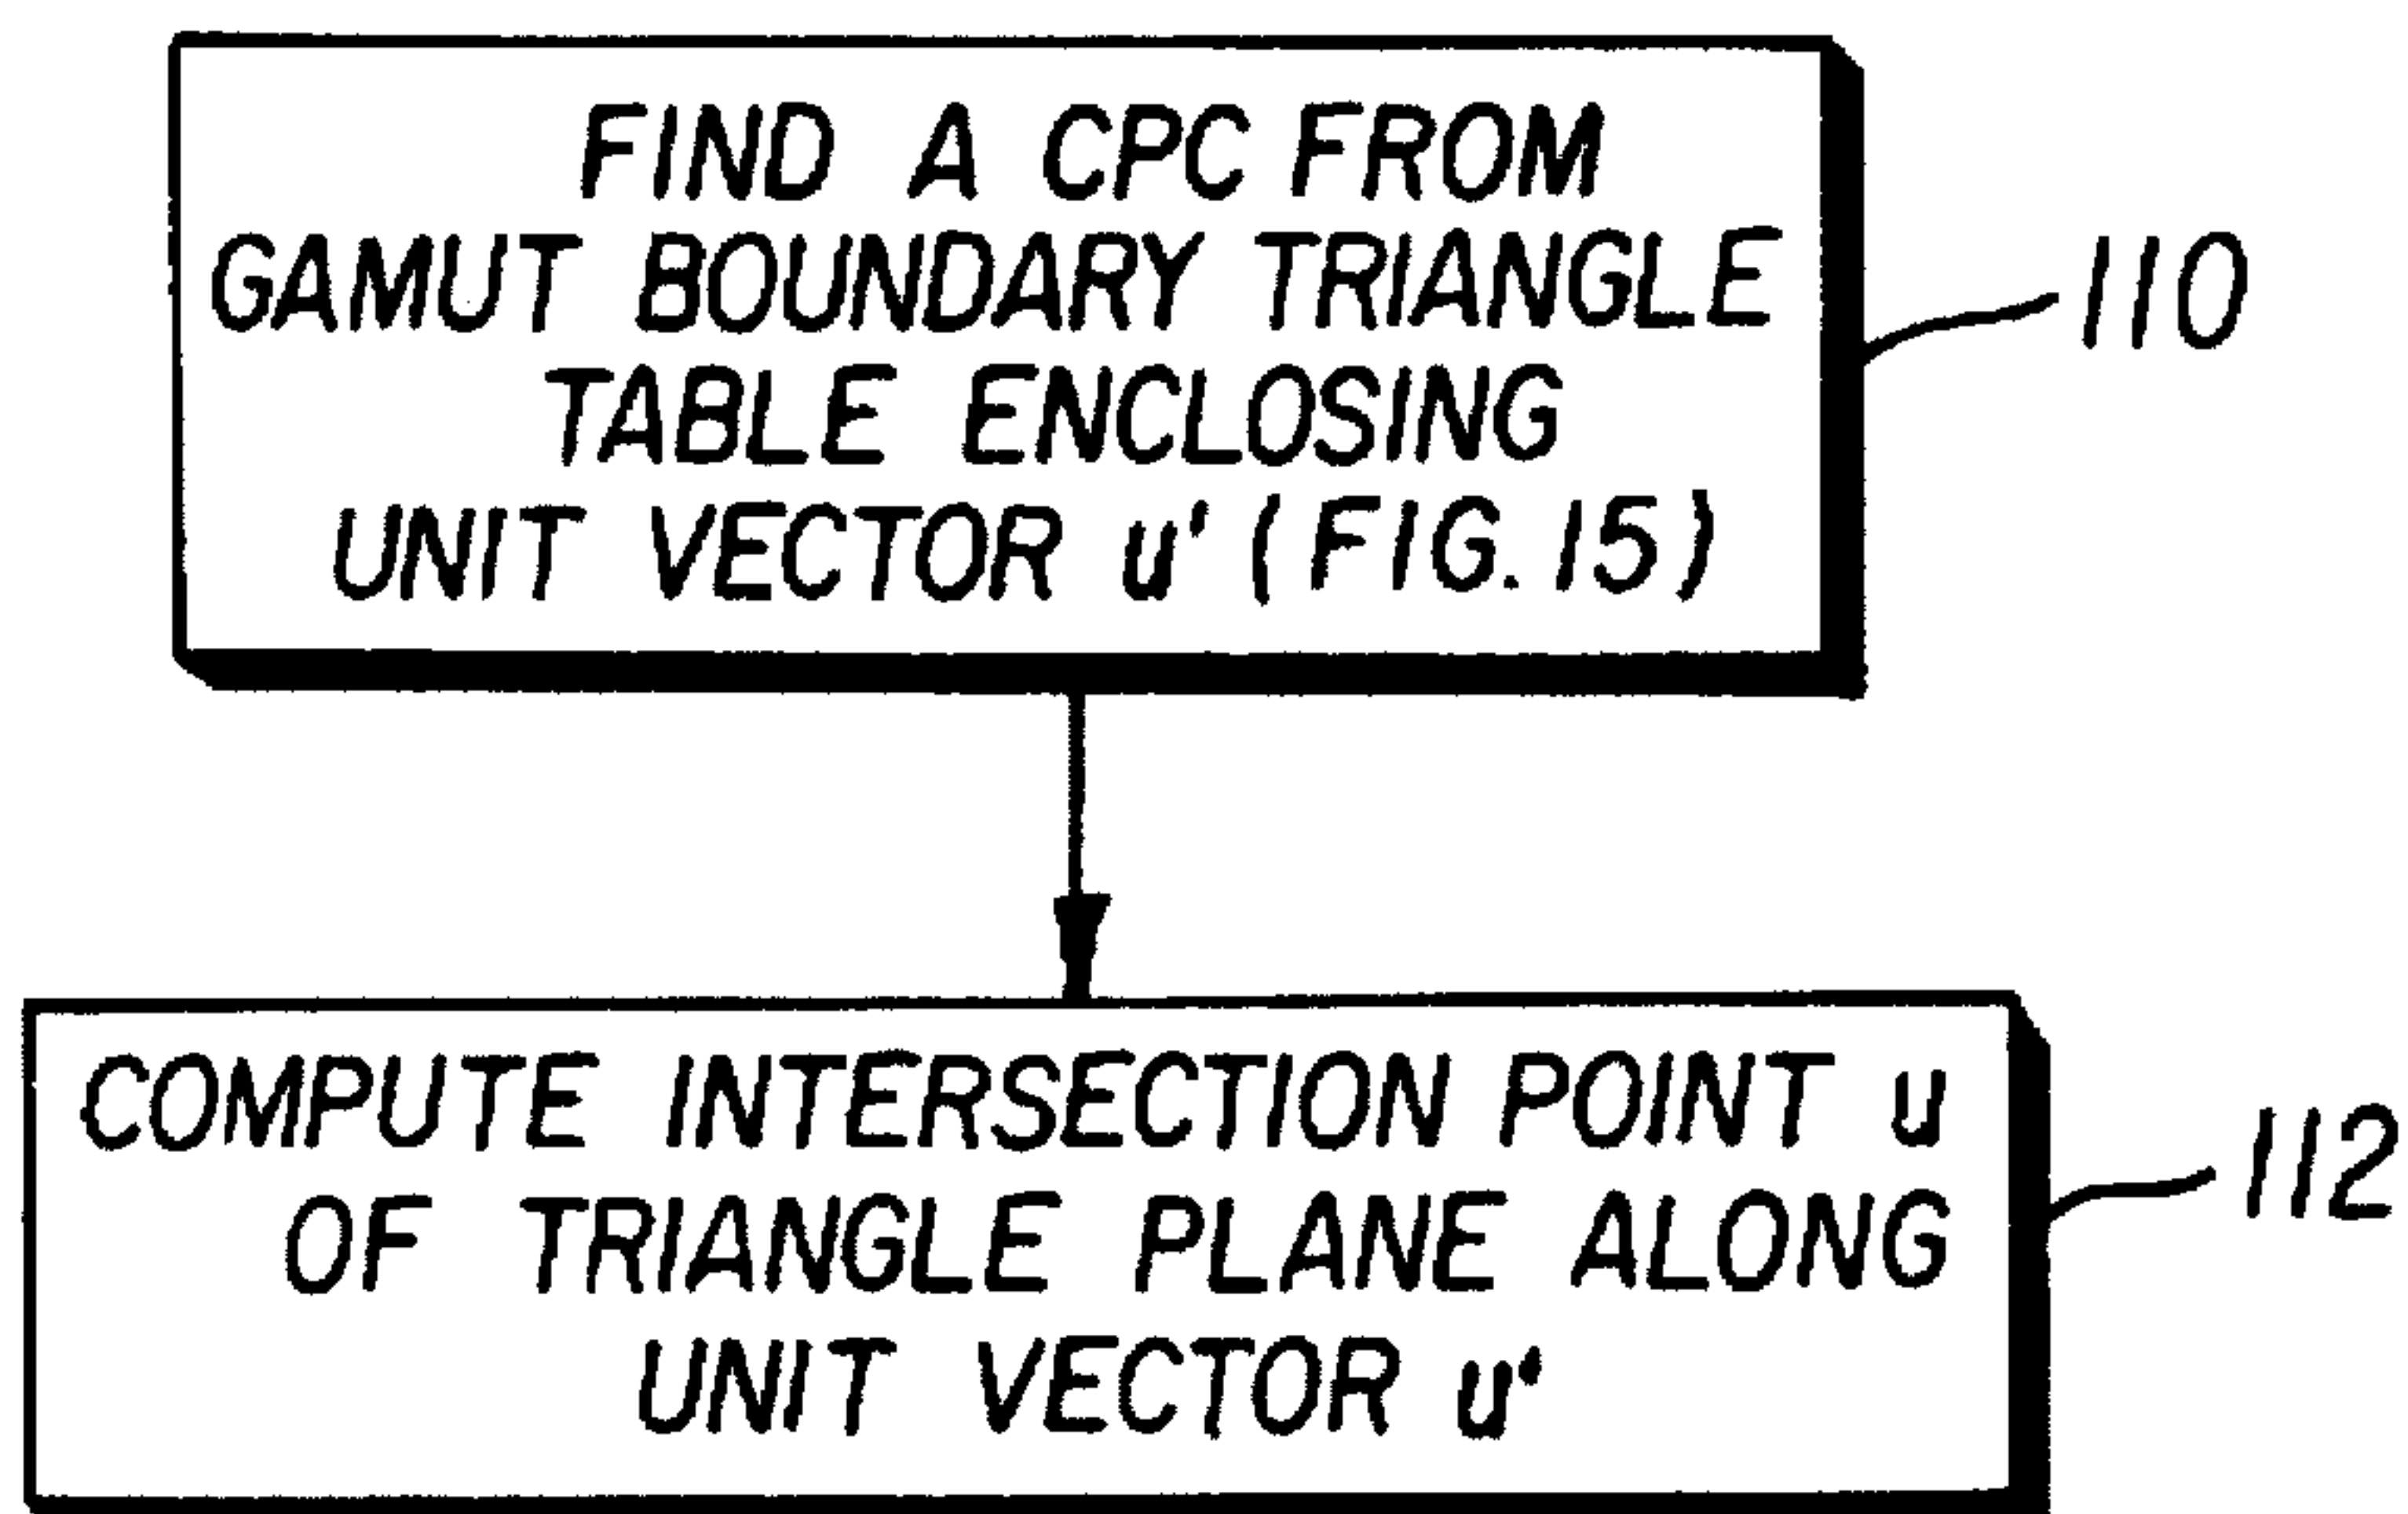 FIND A CPC FROM
GAMUT BOUNDARY TRIANGLE
TABLE ENCLOSING
UNIT VECTOR u' (FIG. 15)
110
COMPUTE INTERSECTION POINT u
OF TRIANGLE PLANE ALONG
UNIT VECTOR u'
112